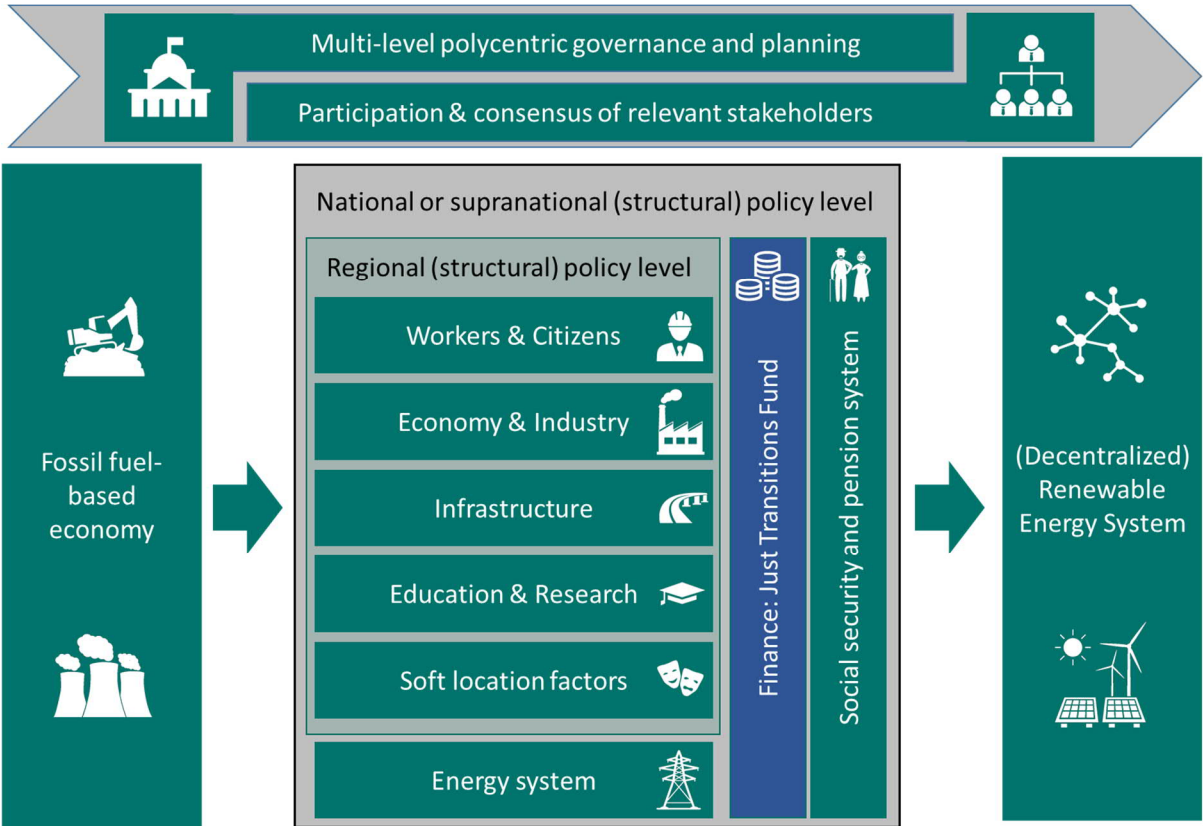 Multi-level polycentric governance and planning
Participation & consensus of relevant stakeholders
Fossil fuel-
based
economy
National or supranational (structural) policy level
Regional (structural) policy level
Workers & Citizens
Economy & Industry
Infrastructure
Education & Research
Soft location factors
Energy system
Finance: Just Transitions Fund
Social security and pension system
(Decentralized)
Renewable
Energy System